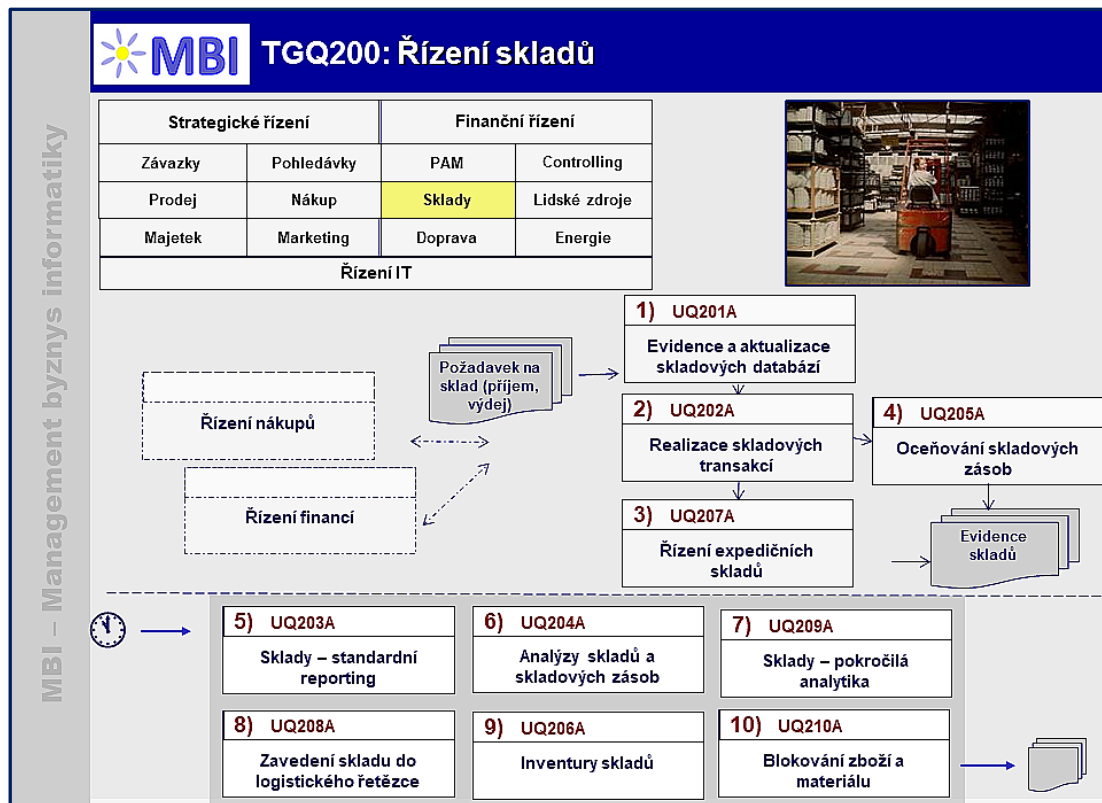 MBI – Management byznys informatiky
MBI
TGQ200: Řízení skladů
Strategické řízení
Finanční řízení
Závazky
Pohledávky
PAM
Controlling
Prodej
Nákup
Sklady
Lidské zdroje
Majetek
Marketing
Doprava
Energie
Řízení IT
Požadavek na
sklad (příjem,
výdej)
Řízení nákupů
Řízení financí
1) UQ201A
Evidence a aktualizace
skladových databází
2) UQ202A
Realizace skladových
transakcí
4) UQ205A
Oceňování skladových
zásob
3) UQ207A
Řízení expedičních
skladů
Evidence
skladů
5) UQ203A
Sklady – standardní
reporting
6) UQ204A
Analýzy skladů a
skladových zásob
7) UQ209A
Sklady – pokročilá
analytika
8) UQ208A
Zavedení skladu do
logistického řetězce
9) UQ206A
Inventury skladů
10) UQ210A
Blokování zboží a
materiálu